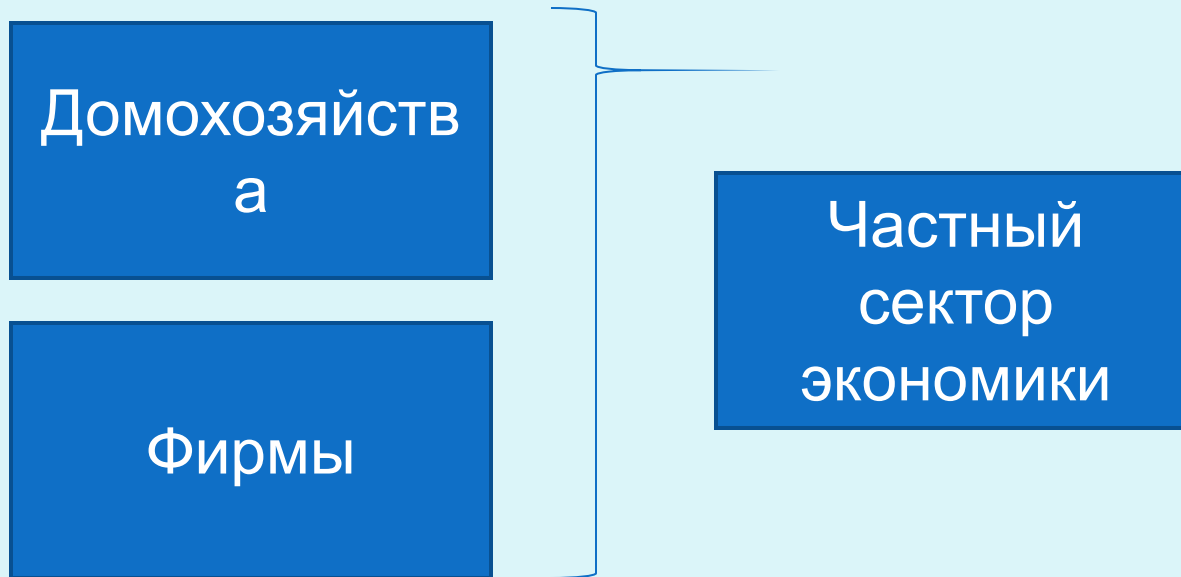 Домохозяйств
а
Частный
сектор
экономики
Фирмы